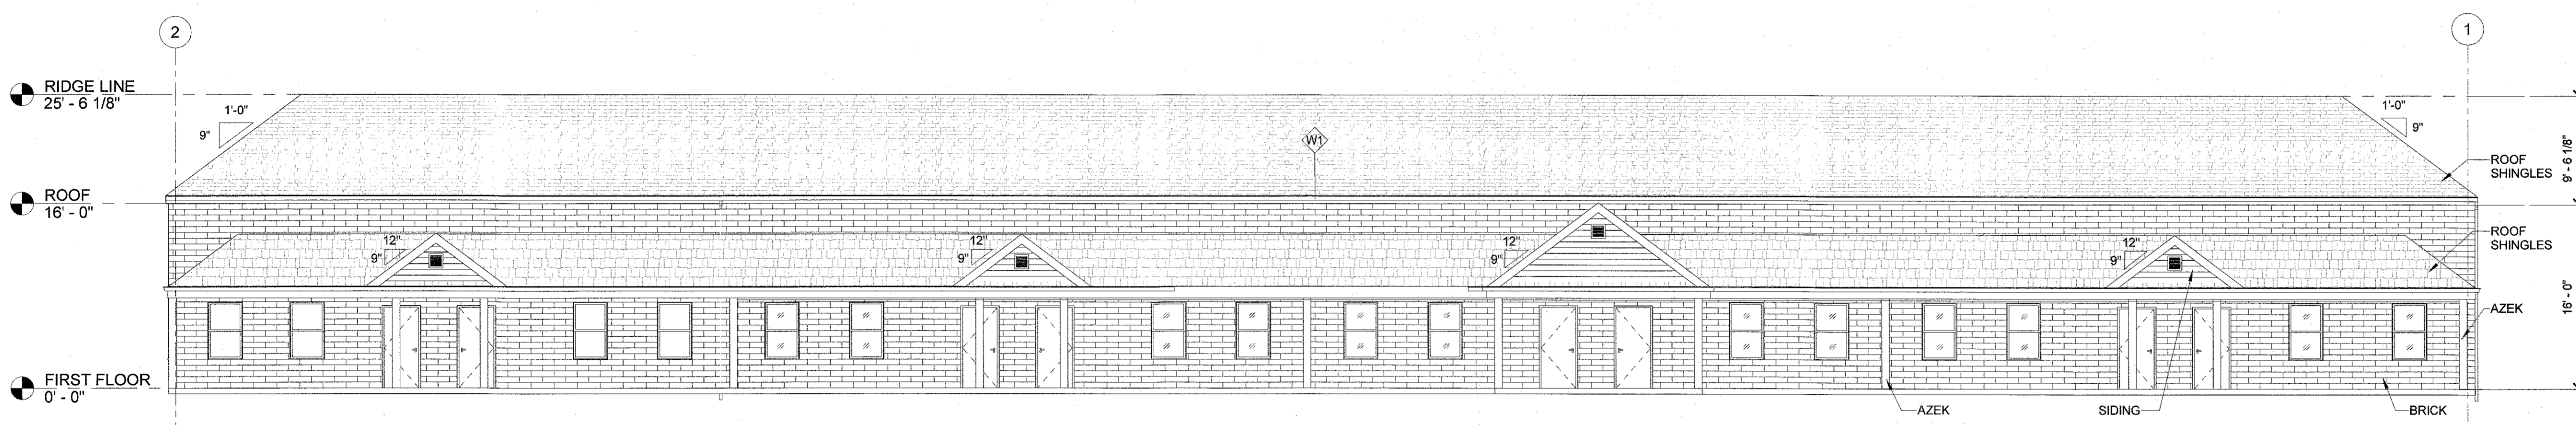 2
1
RIDGE LINE
25' - 6 1/8"
1'-0"
9"
1'-0"
9"
W1
ROOF
SHINGLES
9' - 6 1/8"
ROOF
16' - 0"
12"
9"
12"
9"
12"
9"
12"
9"
ROOF
SHINGLES
16' - 0"
AZEK
FIRST FLOOR
0' - 0"
AZEK
SIDING
BRICK